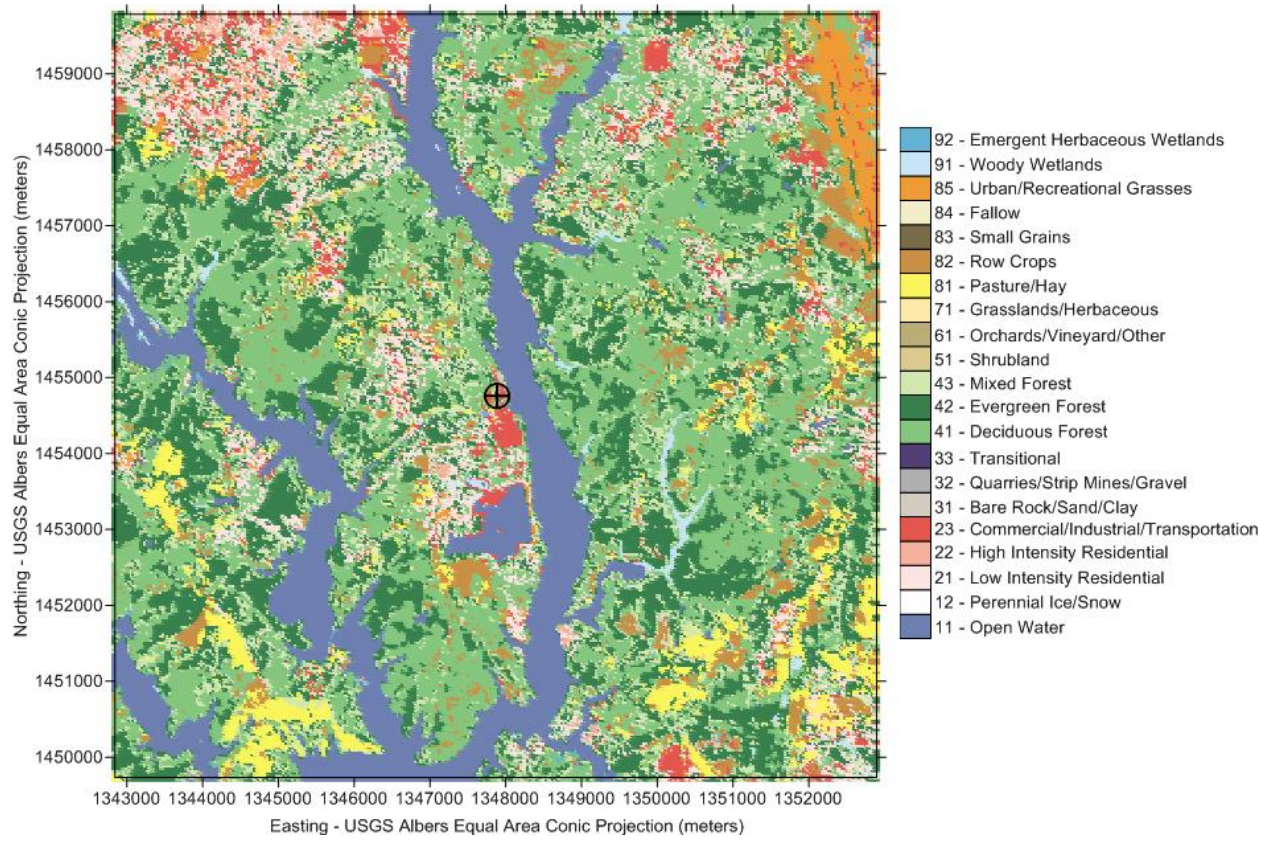 1459000
1458000
1457000
1456000
1455000
1454000
1453000
1452000
1451000
1450000
Northing - USGS Albers Equal Area Conic Projection (meters)
1343000 1344000 1345000 1346000 1347000 1348000 1349000 1350000 1351000 1352000
Easting - USGS Albers Equal Area Conic Projection (meters)
92 - Emergent Herbaceous Wetlands
91 - Woody Wetlands
85 - Urban/Recreational Grasses
84 - Fallow
83 - Small Grains
82 - Row Crops
81 - Pasture/Hay
71 - Grasslands/Herbaceous
61 - Orchards/Vineyard/Other
51 - Shrubland
43 - Mixed Forest
42 - Evergreen Forest
41 - Deciduous Forest
33 - Transitional
32 - Quarries/Strip Mines/Gravel
31 - Bare Rock/Sand/Clay
23 - Commercial/Industrial/Transportation
22 - High Intensity Residential
21 - Low Intensity Residential
12 - Perennial Ice/Snow
11 - Open Water